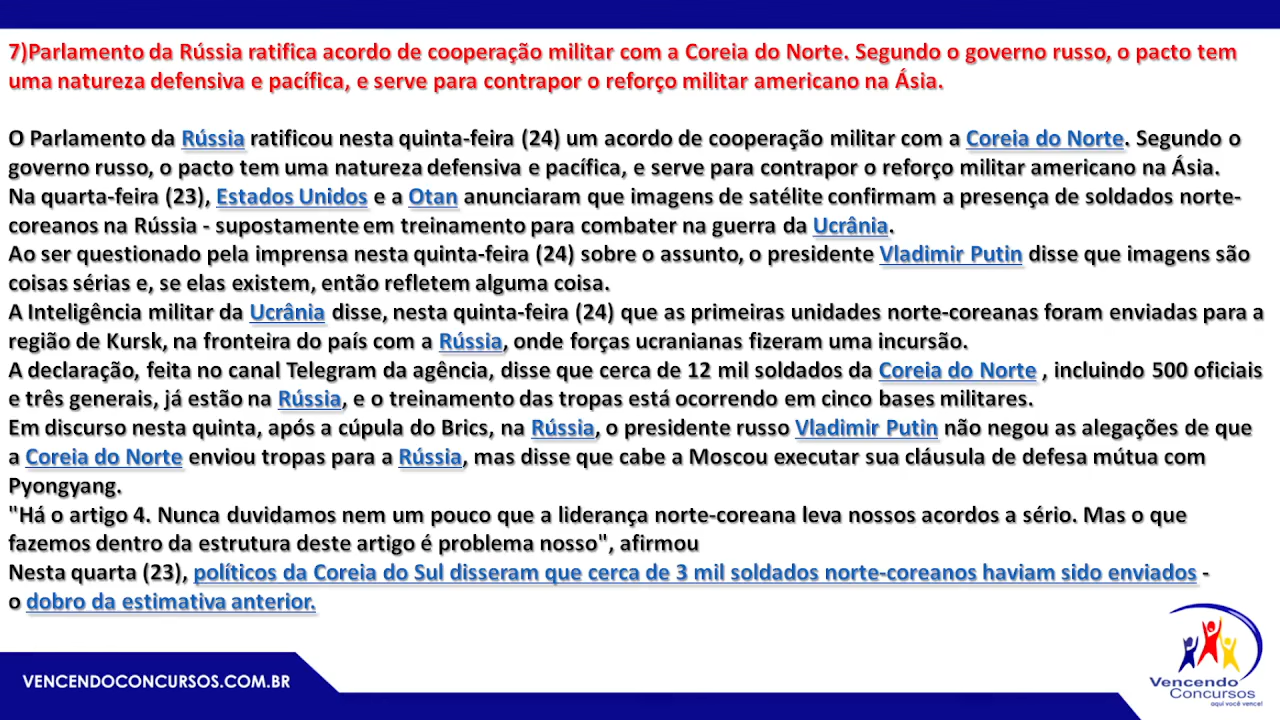 7)Parlamento da Rússia ratifica acordo de cooperação militar com a Coreia do Norte. Segundo o governo russo, o pacto tem
uma natureza defensiva e pacífica, e serve para contrapor o reforço militar americano na Ásia.
O Parlamento da Rússia ratificou nesta quinta-feira (24) um acordo de cooperação militar com a Coreia do Norte. Segundo o
governo russo, o pacto tem uma natureza defensiva e pacífica, e serve para contrapor o reforço militar americano na Ásia.
Na quarta-feira (23), Estados Unidos e a Otan anunciaram que imagens de satélite confirmam a presença de soldados norte-
coreanos na Rússia - supostamente em treinamento para combater na guerra da Ucrânia.
Ao ser questionado pela imprensa nesta quinta-feira (24) sobre o assunto, o presidente Vladimir Putin disse que imagens são
coisas sérias e, se elas existem, então refletem alguma coisa.
A Inteligência militar da Ucrânia disse, nesta quinta-feira (24) que as primeiras unidades norte-coreanas foram enviadas para a
região de Kursk, na fronteira do país com a Rússia, onde forças ucranianas fizeram uma incursão.
A declaração, feita no canal Telegram da agência, disse que cerca de 12 mil soldados da Coreia do Norte , incluindo 500 oficiais
e três generais, já estão na Rússia, e o treinamento das tropas está ocorrendo em cinco bases militares.
Em discurso nesta quinta, após a cúpula do Brics, na Rússia, o presidente russo Vladimir Putin não negou as alegações de que
a Coreia do Norte enviou tropas para a Rússia, mas disse que cabe a Moscou executar sua cláusula de defesa mútua com
Pyongyang.
"Há o artigo 4. Nunca duvidamos nem um pouco que a liderança norte-coreana leva nossos acordos a sério. Mas o que
fazemos dentro da estrutura deste artigo é problema nosso", afirmou
Nesta quarta (23), políticos da Coreia do Sul disseram que cerca de 3 mil soldados norte-coreanos haviam sido enviados -
o dobro da estimativa anterior.
VENCENDOCONCURSOS.COM.BR
Vencendo
Concursos
aqui você vence!